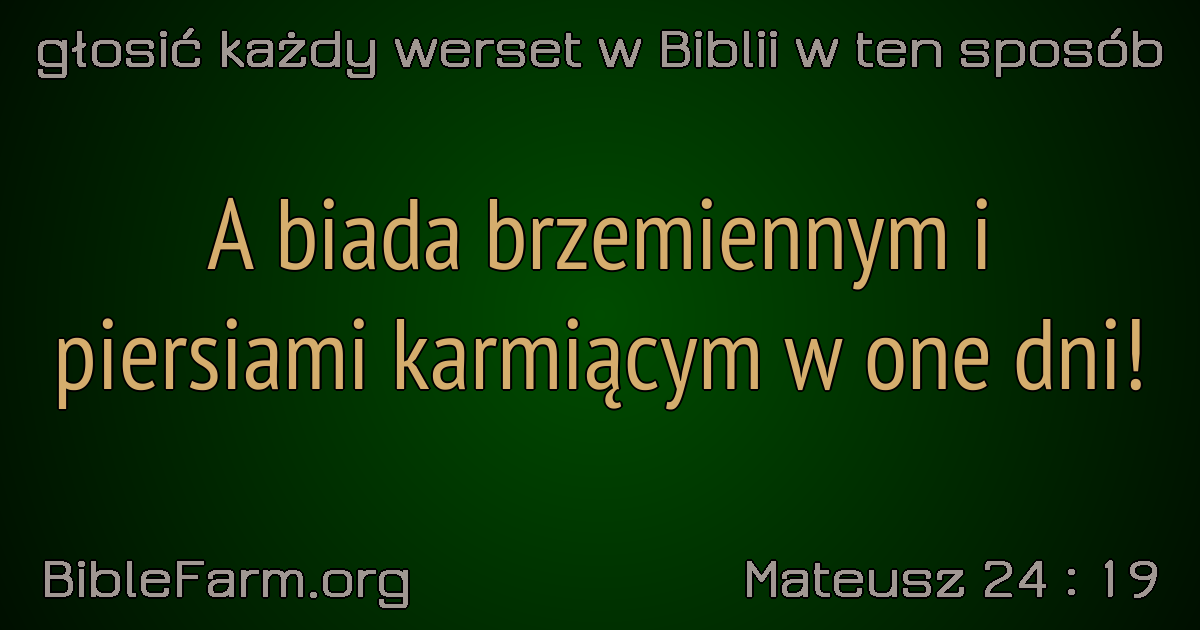 głosić każdy werset w Biblii w ten sposób
A biada brzemiennym i
piersiami karmiącym w one dni!
BibleFarm.org
Mateusz 24 : 19